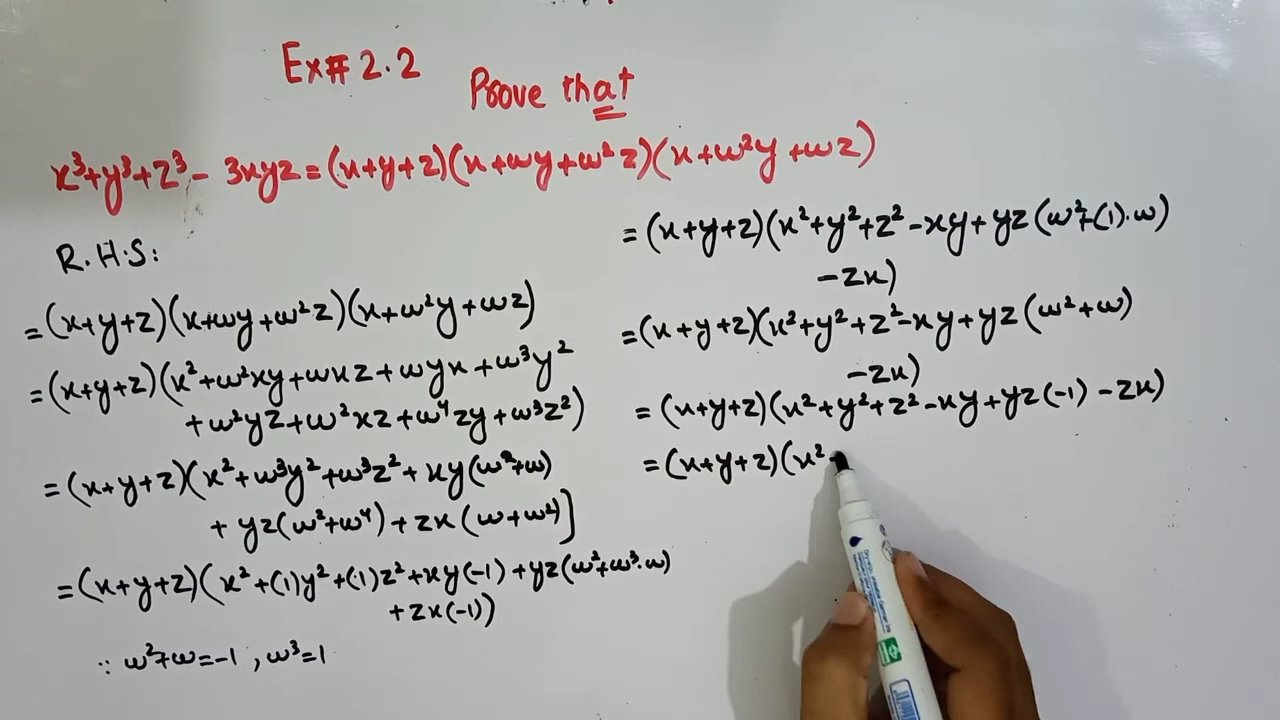 Ex# 2.2
Prove that
x³+y³+z³- 3xyz=(x+y+z)(x+ωy+ω²z)(x+ω²y+ωz)
R.H.S:
=(x+y+z)(x+ωy+ω²z)(x+ω²y+ωz)
=(x+y+z)(x²+ω²xy+ωxz+ωyx+ω³y²
+ω²yz+ω²xz+ω⁴zy+ω³z²)
=(x+y+z)(x²+ω³y²+ω³z²+xy(ω²+ω)
+yz(ω²+ω⁴)+zx(ω+ω²)]
=(x+y+z)(x²+(1)y²+(1)z²+xy(-1)+yz(ω²+ω³.ω)
+zx(-1))
∵ ω²+ω=-1, ω³=1
=(x+y+z)(x²+y²+z²-xy+yz(ω²+(1).ω)
-zx)
=(x+y+z)(x²+y²+z²-xy+yz(ω²+ω)
-zx)
=(x+y+z)(x²+y²+z²-xy+yz(-1)-zx)
=(x+y+z)(x²